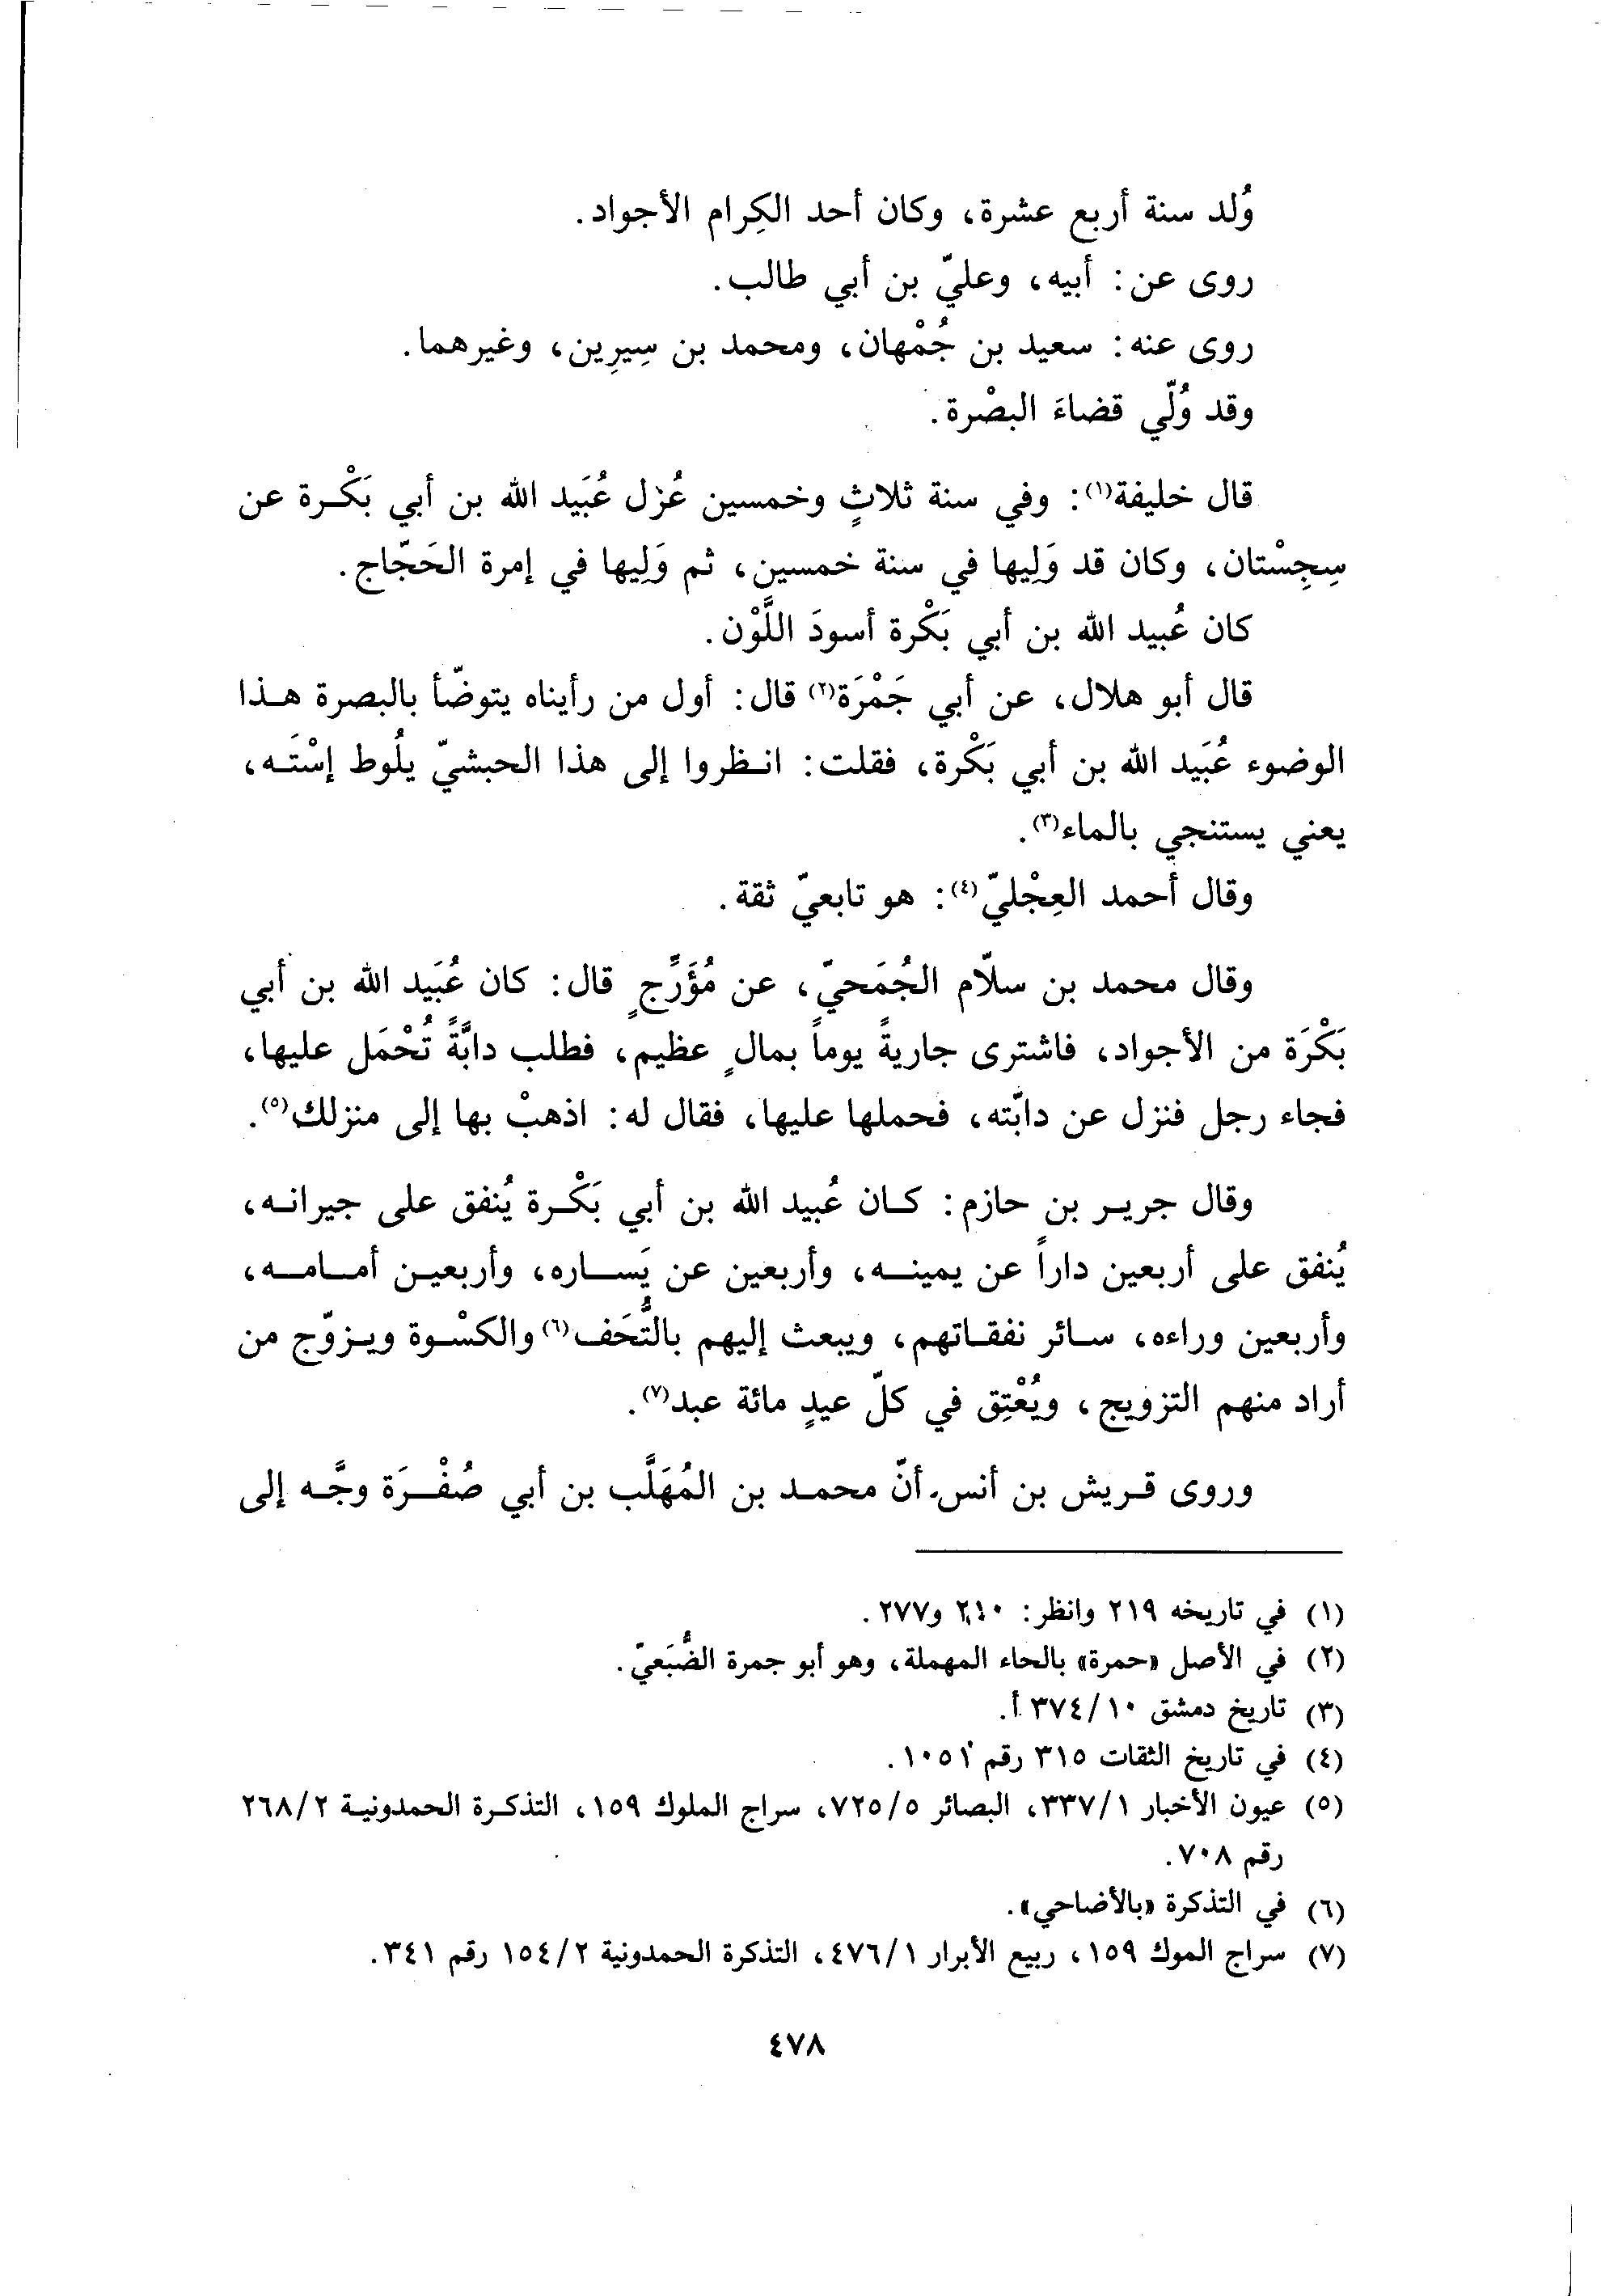 وُلد سنة أربع عشرة، وكان أحد الكِرام الأجواد.
روى عن: أبيه، وعليّ بن أبي طالب.
روى عنه: سعيد بن جُمْهان، ومحمد بن سِيرِين، وغيرهما.
وقد وُلّي قضاءَ البصْرة.
قال خليفة(١): وفي سنة ثلاثٍ وخمسين عُزل عُبَيد الله بن أبي بَكْرة عن
سِجِسْتان، وكان قد وَلِيها في سنة خمسين، ثم وَلِيها في إمرة الحَجّاج.
كان عُبيد الله بن أبي بَكْرة أسودَ اللَّوْن.
قال أبو هلال، عن أبي جَمْرَة(٢) قال: أول من رأيناه يتوضّأ بالبصرة هذا
الوضوء عُبَيد الله بن أبي بَكْرة، فقلت: انظروا إلى هذا الحبشيّ يلُوط إسْتَه،
يعني يستنجي بالماء(٣).
وقال أحمد العِجْليّ(٤): هو تابعيّ ثقة.
وقال محمد بن سلّام الجُمَحيّ، عن مُؤَرِّجٍ قال: كان عُبَيد الله بن أبي
بَكْرَة من الأجواد، فاشترى جاريةً يوماً بمالٍ عظيم، فطلب دابَّةً تُحْمَل عليها،
فجاء رجل فنزل عن دابّته، فحملها عليها، فقال له: اذهبْ بها إلى منزلك(٥).
وقال جرير بن حازم: كان عُبيد الله بن أبي بَكْرة يُنفق على جيرانه،
يُنفق على أربعين داراً عن يمينه، وأربعين عن يَساره، وأربعين أمامه،
وأربعين وراءه، سائر نفقاتهم، ويبعث إليهم بالتُّحَف(٦) والكسْوة ويزوّج من
أراد منهم التزويج، ويُعْتِق في كلّ عيدٍ مائة عبد(٧).
وروى قريش بن أنس أنّ محمد بن المُهَلَّب بن أبي صُفْرَة وجَّه إلى
(١) في تاريخه ٢١٩ وانظر: ٢١٠ و٢٧٧.
(٢) في الأصل «حمرة» بالحاء المهملة، وهو أبو جمرة الضُّبَعيّ.
(٣) تاريخ دمشق ٣٧٤/١٠ أ.
(٤) في تاريخ الثقات ٣١٥ رقم ١٠٥١.
(٥) عيون الأخبار ٣٣٧/١، البصائر ٧٢٥/٥، سراج الملوك ١٥٩، التذكرة الحمدونية ٢٦٨/٢
رقم ٧٠٨.
(٦) في التذكرة «بالأضاحي».
(٧) سراج الموك ١٥٩، ربيع الأبرار ٤٧٦/١، التذكرة الحمدونية ١٥٤/٢ رقم ٣٤١.
٤٧٨